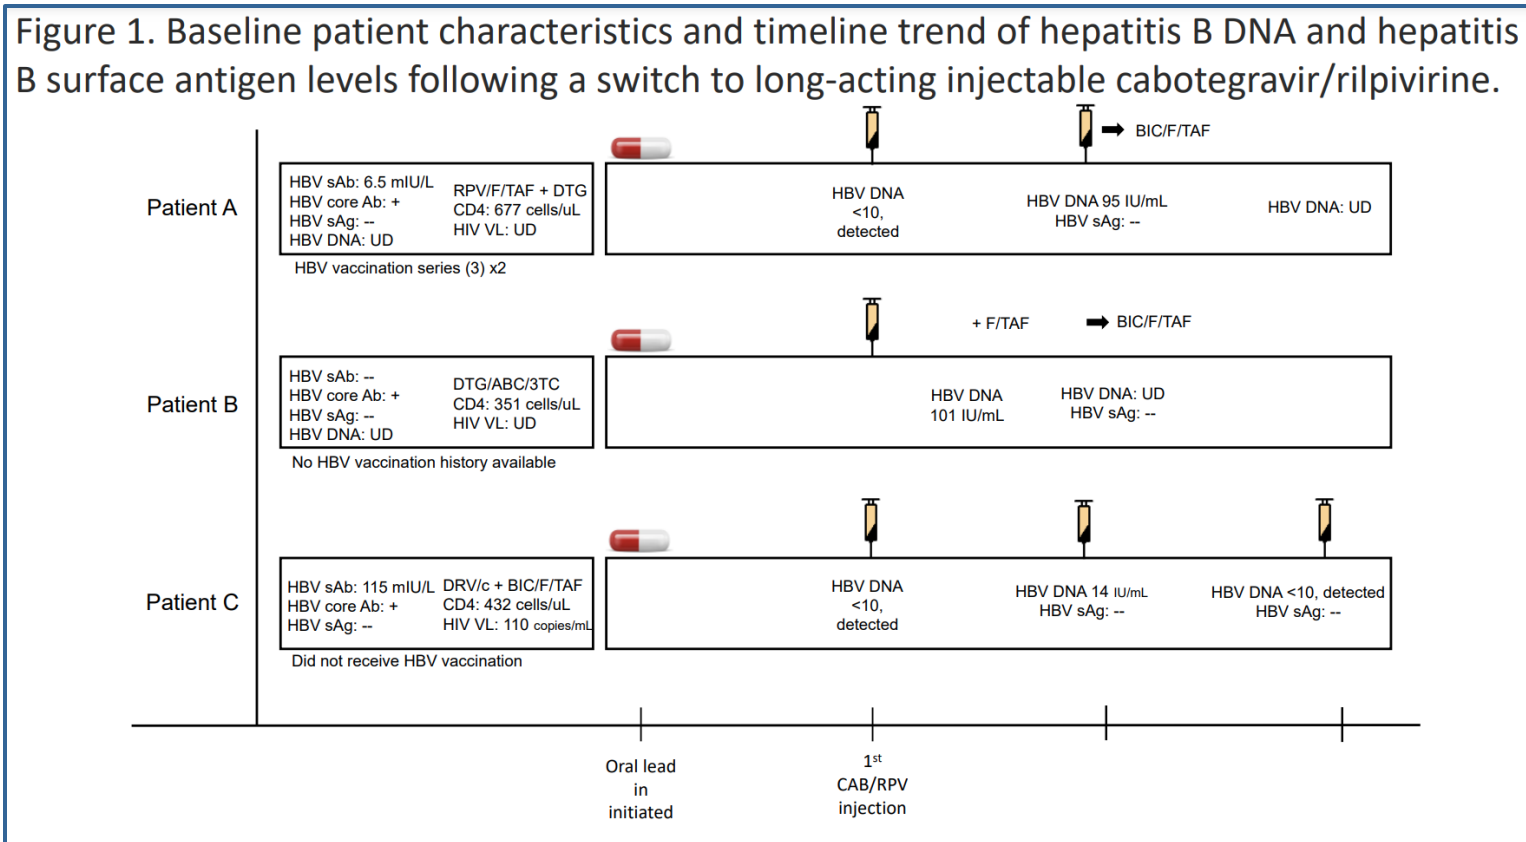 Figure 1. Baseline patient characteristics and timeline trend of hepatitis B DNA and hepatitis
B surface antigen levels following a switch to long-acting injectable cabotegravir/rilpivirine.
BIC/F/TAF
Patient A
HBV sAb: 6.5 mIU/L
HBV core Ab: +
HBV sAg: --
HBV DNA: UD
RPV/F/TAF + DTG
CD4: 677 cells/uL
HIV VL: UD
HBV vaccination series (3) x2
HBV DNA
<10,
detected
HBV DNA 95 IU/mL
HBV sAg: --
HBV DNA: UD
+ F/TAF
BIC/F/TAF
Patient B
HBV sAb: --
HBV core Ab: +
HBV sAg: --
HBV DNA: UD
DTG/ABC/3TC
CD4: 351 cells/uL
HIV VL: UD
No HBV vaccination history available
HBV DNA
101 IU/mL
HBV DNA: UD
HBV sAg: --
Patient C
HBV sAb: 115 mIU/L
HBV core Ab: +
HBV sAg: --
DRV/c + BIC/F/TAF
CD4: 432 cells/uL
HIV VL: 110 copies/mL
Did not receive HBV vaccination
HBV DNA
<10,
detected
HBV DNA 14 IU/mL
HBV sAg: --
HBV DNA <10, detected
HBV sAg: --
Oral lead
in
initiated
1st
CAB/RPV
injection